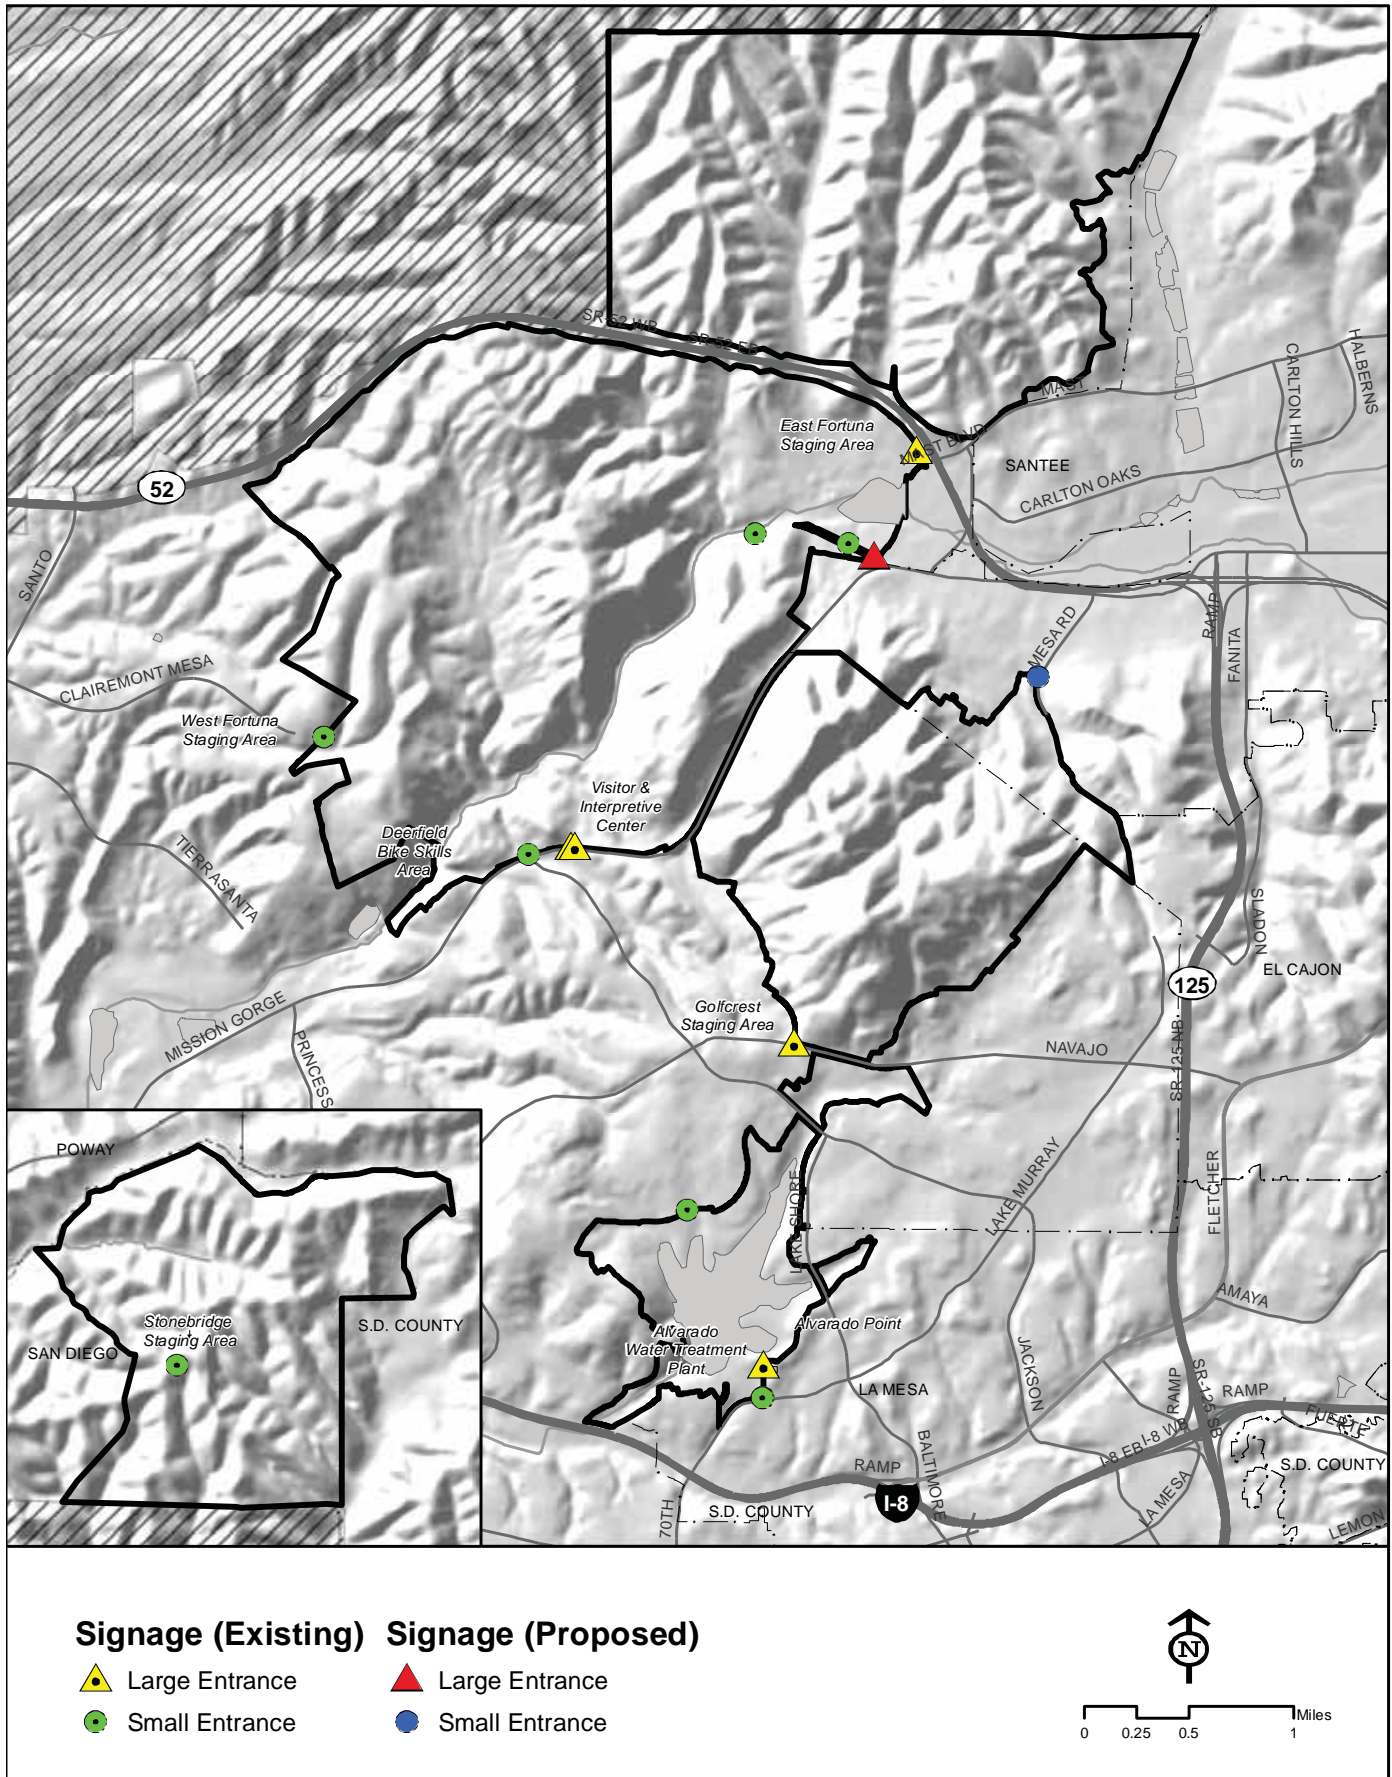 SR-52 WB
SR-52 EB
HALBERNS
CARLTON HILLS
MAST
East Fortuna
Staging Area
MAST BLVD
SANTEE
CARLTON OAKS
52
SANTO
MESA RD
RAMP
FANITA
CLAIREMONT MESA
West Fortuna
Staging Area
Visitor &
Interpretive
Center
Deerfield
Bike Skills
Area
TIERRASANTA
SLADON
EL CAJON
125
Golfcrest
Staging Area
MISSION GORGE
PRINCESS
NAVAJO
SR-125 NB
POWAY
LAKE MURRAY
FLETCHER
LAKE SHORE
AMAYA
Stonebridge
Staging Area
S.D. COUNTY
SAN DIEGO
Alvarado Point
Alvarado
Water Treatment
Plant
JACKSON
LA MESA
RAMP
SR-125 SB
RAMP
FUERTE
I-8 EB
I-8 WB
BALTIMORE
RAMP
S.D. COUNTY
I-8
LA MESA
70TH
S.D. COUNTY
LEMON
Signage (Existing)
Large Entrance
Small Entrance
Signage (Proposed)
Large Entrance
Small Entrance
N
Miles
0 0.25 0.5 1